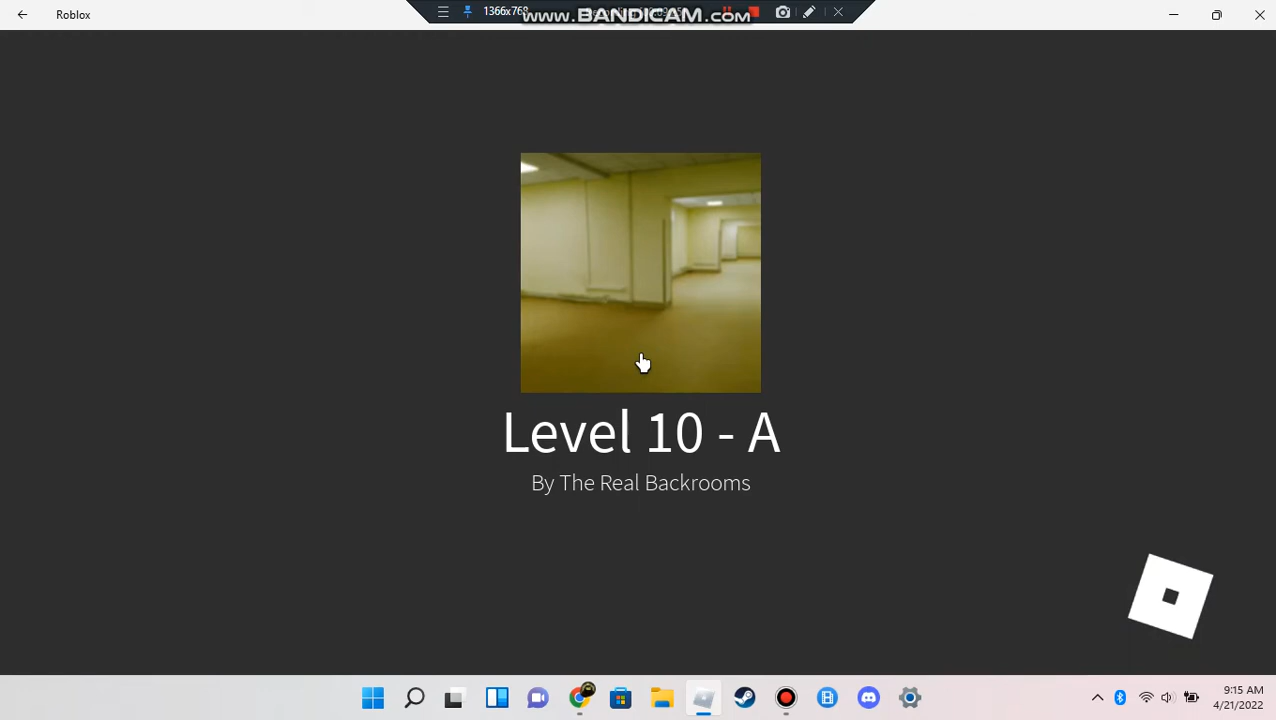 Roblox
1366x768
www.BANDICAM.com
Level 10 - A
By The Real Backrooms
9:15 AM
4/21/2022